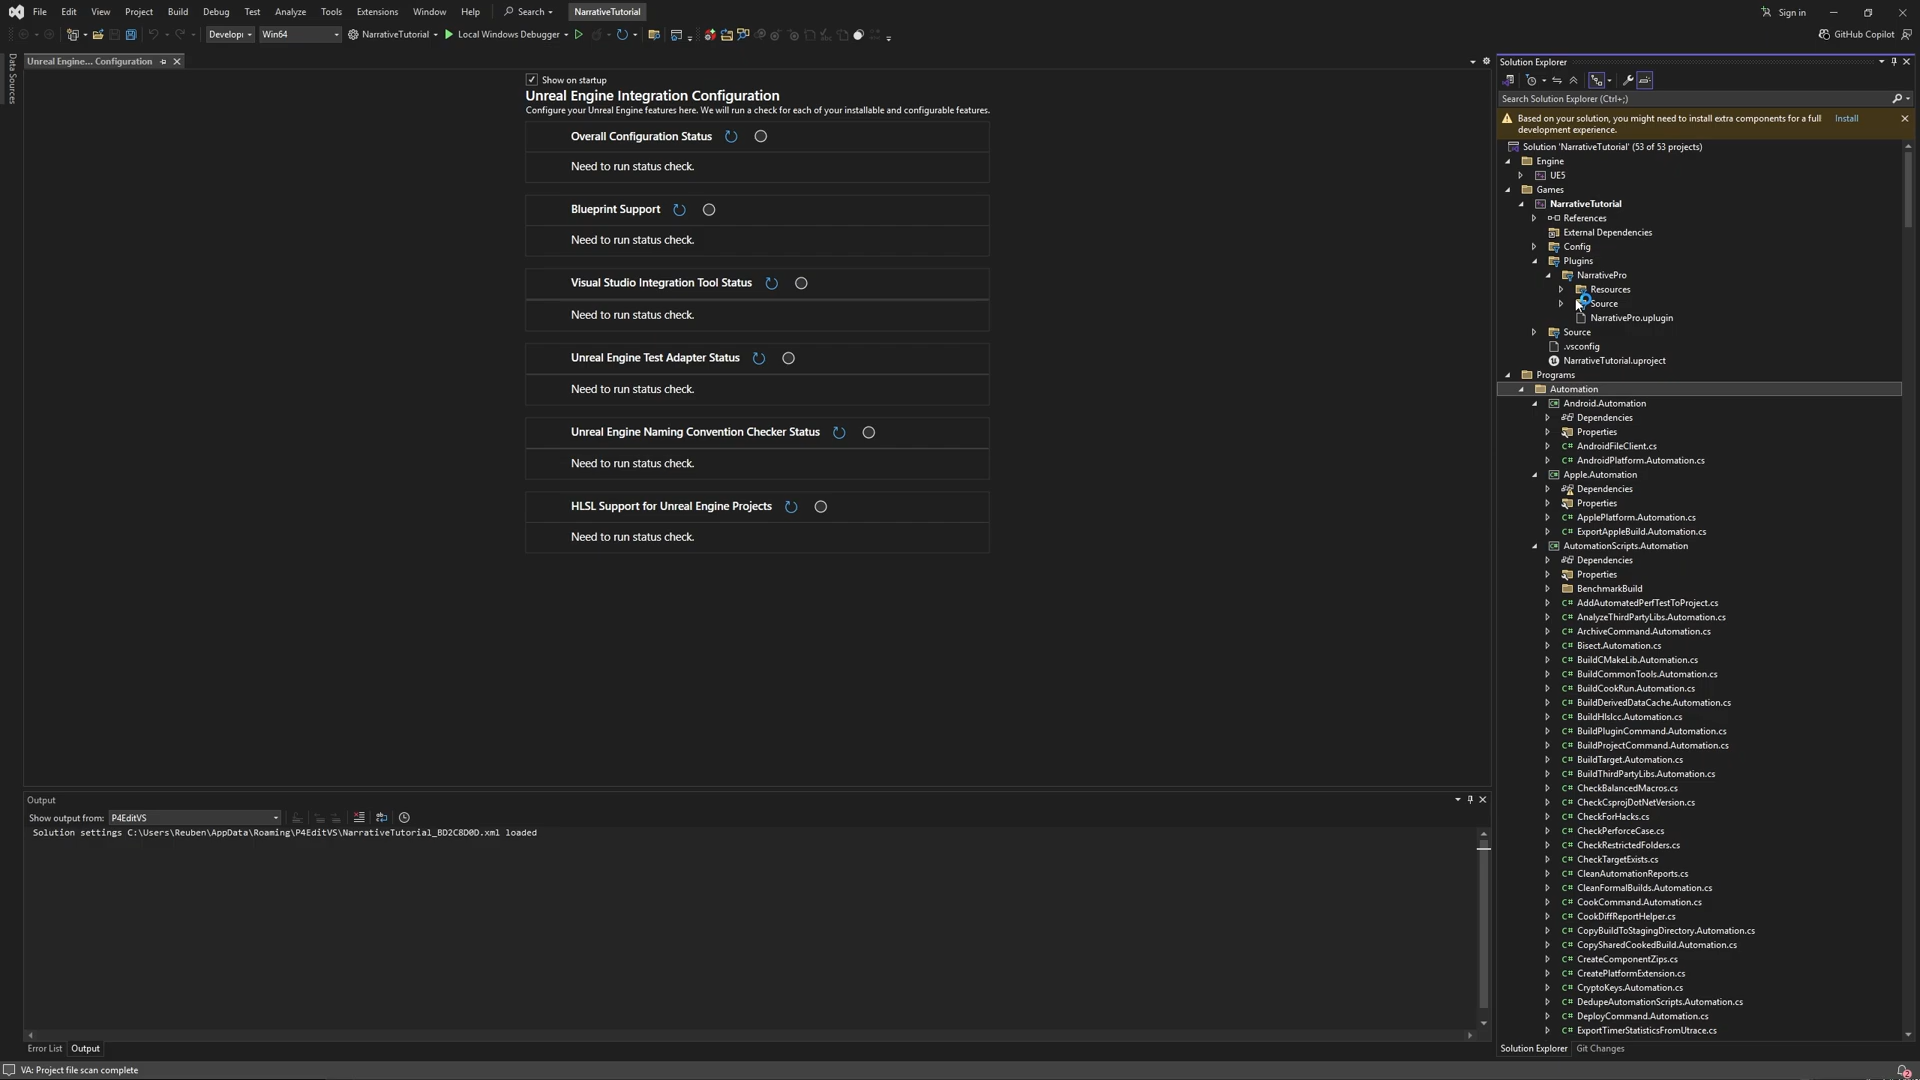 File Edit View Git Project Build Debug Test Analyze Tools Extensions Window Help Search NarrativeTutorial Sign in
Develop Win64 NarrativeTutorial Local Windows Debugger GitHub Copilot
Data Sources
Unreal Engine... Configuration
Show on startup
Unreal Engine Integration Configuration
Configure your Unreal Engine features here. We will run a check for each of your installable and configurable features.
Overall Configuration Status
Need to run status check.
Blueprint Support
Need to run status check.
Visual Studio Integration Tool Status
Need to run status check.
Unreal Engine Test Adapter Status
Need to run status check.
Unreal Engine Naming Convention Checker Status
Need to run status check.
HLSL Support for Unreal Engine Projects
Need to run status check.
Output
Show output from: P4EditVS
Solution settings C:\Users\Reuben\AppData\Roaming\P4EditVS\NarrativeTutorial_BD2C8D0D.xml loaded
Error List Output
VA: Project file scan complete
Solution Explorer
Search Solution Explorer (Ctrl+;)
Based on your solution, you might need to install extra components for a full Install
development experience.
Solution 'NarrativeTutorial' (53 of 53 projects)
Engine
UE5
Games
NarrativeTutorial
References
External Dependencies
Config
Plugins
NarrativePro
Resources
Source
NarrativePro.uplugin
Source
.vsconfig
NarrativeTutorial.uproject
Programs
Automation
Android.Automation
Dependencies
Properties
C# AndroidFileClient.cs
C# AndroidPlatform.Automation.cs
Apple.Automation
Dependencies
Properties
C# ApplePlatform.Automation.cs
C# ExportAppleBuild.Automation.cs
AutomationScripts.Automation
Dependencies
Properties
BenchmarkBuild
C# AddAutomatedPerfTestToProject.cs
C# AnalyzeThirdPartyLibs.Automation.cs
C# ArchiveCommand.Automation.cs
C# Bisect.Automation.cs
C# BuildCMakeLib.Automation.cs
C# BuildCommonTools.Automation.cs
C# BuildCookRun.Automation.cs
C# BuildDerivedDataCache.Automation.cs
C# BuildHlslcc.Automation.cs
C# BuildPluginCommand.Automation.cs
C# BuildProjectCommand.Automation.cs
C# BuildTarget.Automation.cs
C# BuildThirdPartyLibs.Automation.cs
C# CheckBalancedMacros.cs
C# CheckCsprojDotNetVersion.cs
C# CheckForHacks.cs
C# CheckPerforceCase.cs
C# CheckRestrictedFolders.cs
C# CheckTargetExists.cs
C# CleanAutomationReports.cs
C# CleanFormalBuilds.Automation.cs
C# CookCommand.Automation.cs
C# CookDiffReportHelper.cs
C# CopyBuildToStagingDirectory.Automation.cs
C# CopySharedCookedBuild.Automation.cs
C# CreateComponentZips.cs
C# CreatePlatformExtension.cs
C# CryptoKeys.Automation.cs
C# DedupeAutomationScripts.Automation.cs
C# DeployCommand.Automation.cs
C# ExportTimerStatisticsFromUtrace.cs
Solution Explorer Git Changes
2